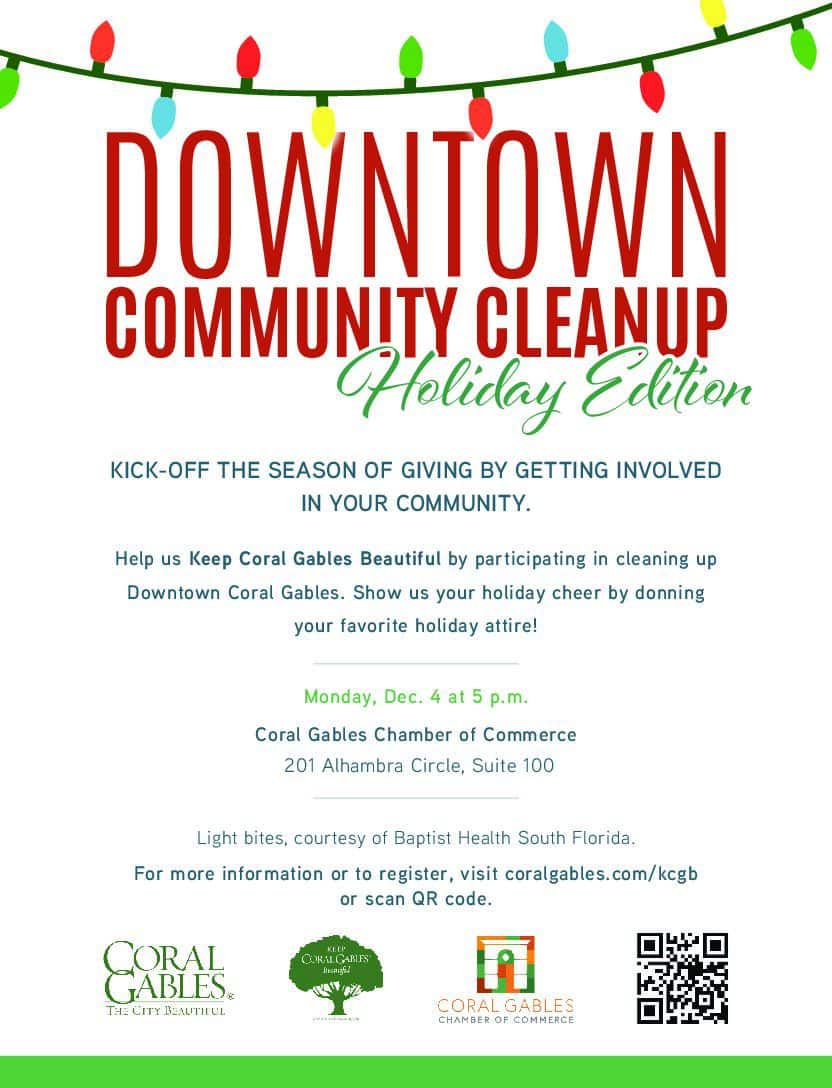 DOWNTOWN
COMMUNITY CLEANUP
Holiday Edition
KICK-OFF THE SEASON OF GIVING BY GETTING INVOLVED
IN YOUR COMMUNITY.
Help us Keep Coral Gables Beautiful by participating in cleaning up
Downtown Coral Gables. Show us your holiday cheer by donning
your favorite holiday attire!
Monday, Dec. 4 at 5 p.m.
Coral Gables Chamber of Commerce
201 Alhambra Circle, Suite 100
Light bites, courtesy of Baptist Health South Florida.
For more information or to register, visit coralgables.com/kcgb
or scan QR code.
CORAL
GABLES®
THE CITY BEAUTIFUL
KEEP
CORAL GABLES
Beautiful
CORAL GABLES
CHAMBER OF COMMERCE